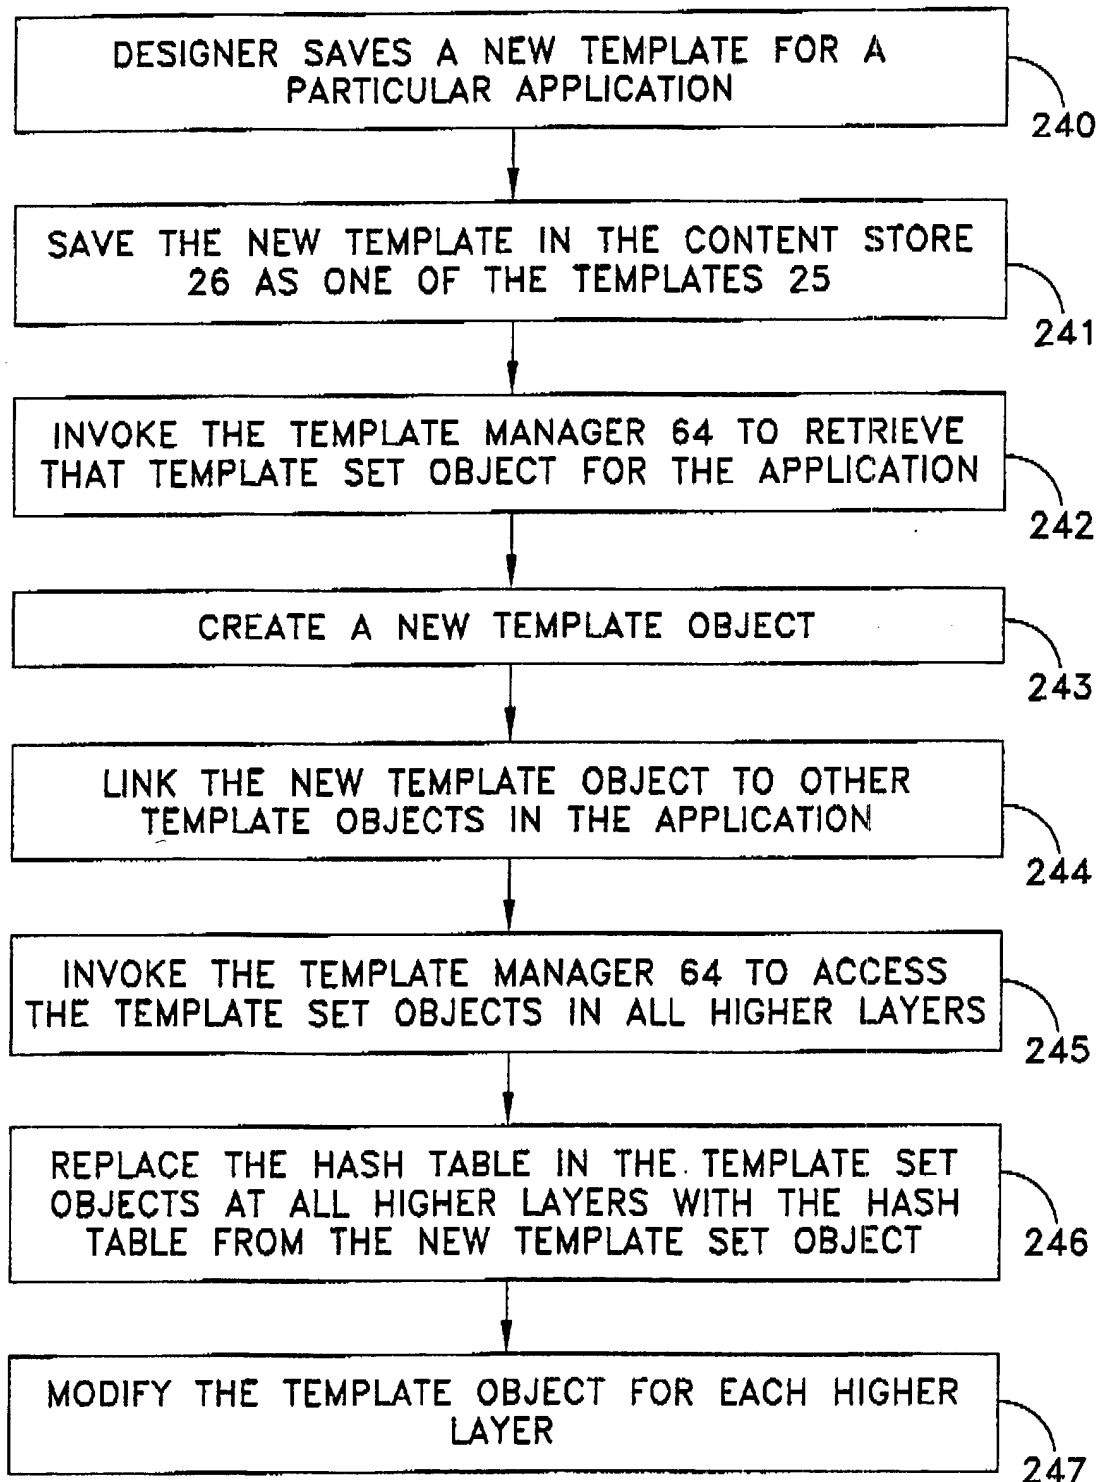 DESIGNER SAVES A NEW TEMPLATE FOR A
PARTICULAR APPLICATION
240
SAVE THE NEW TEMPLATE IN THE CONTENT STORE
26 AS ONE OF THE TEMPLATES 25
241
INVOKE THE TEMPLATE MANAGER 64 TO RETRIEVE
THAT TEMPLATE SET OBJECT FOR THE APPLICATION
242
CREATE A NEW TEMPLATE OBJECT
243
LINK THE NEW TEMPLATE OBJECT TO OTHER
TEMPLATE OBJECTS IN THE APPLICATION
244
INVOKE THE TEMPLATE MANAGER 64 TO ACCESS
THE TEMPLATE SET OBJECTS IN ALL HIGHER LAYERS
245
REPLACE THE HASH TABLE IN THE TEMPLATE SET
OBJECTS AT ALL HIGHER LAYERS WITH THE HASH
TABLE FROM THE NEW TEMPLATE SET OBJECT
246
MODIFY THE TEMPLATE OBJECT FOR EACH HIGHER
LAYER
247